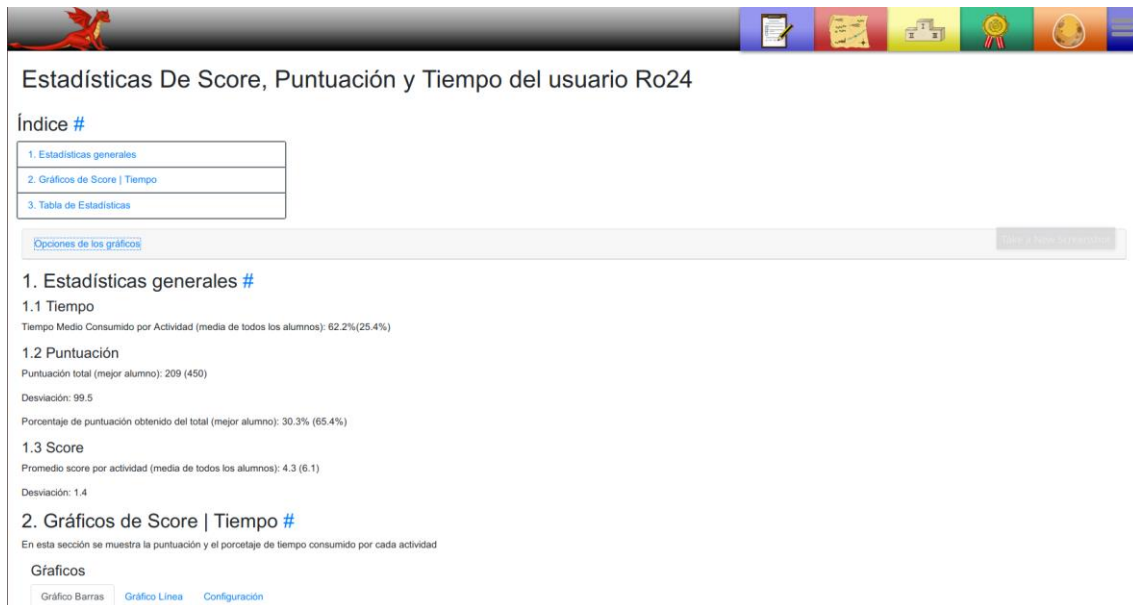 Estadísticas De Score, Puntuación y Tiempo del usuario Ro24
Índice #
1. Estadísticas generales
2. Gráficos de Score | Tiempo
3. Tabla de Estadísticas
Opciones de los gráficos
Take a New Screenshot
1. Estadísticas generales #
1.1 Tiempo
Tiempo Medio Consumido por Actividad (media de todos los alumnos): 62.2%(25.4%)
1.2 Puntuación
Puntuación total (mejor alumno): 209 (450)
Desviación: 99.5
Porcentaje de puntuación obtenido del total (mejor alumno): 30.3% (65.4%)
1.3 Score
Promedio score por actividad (media de todos los alumnos): 4.3 (6.1)
Desviación: 1.4
2. Gráficos de Score | Tiempo #
En esta sección se muestra la puntuación y el porcetaje de tiempo consumido por cada actividad
Gŕaficos
Gráfico Barras Gráfico Línea Configuración